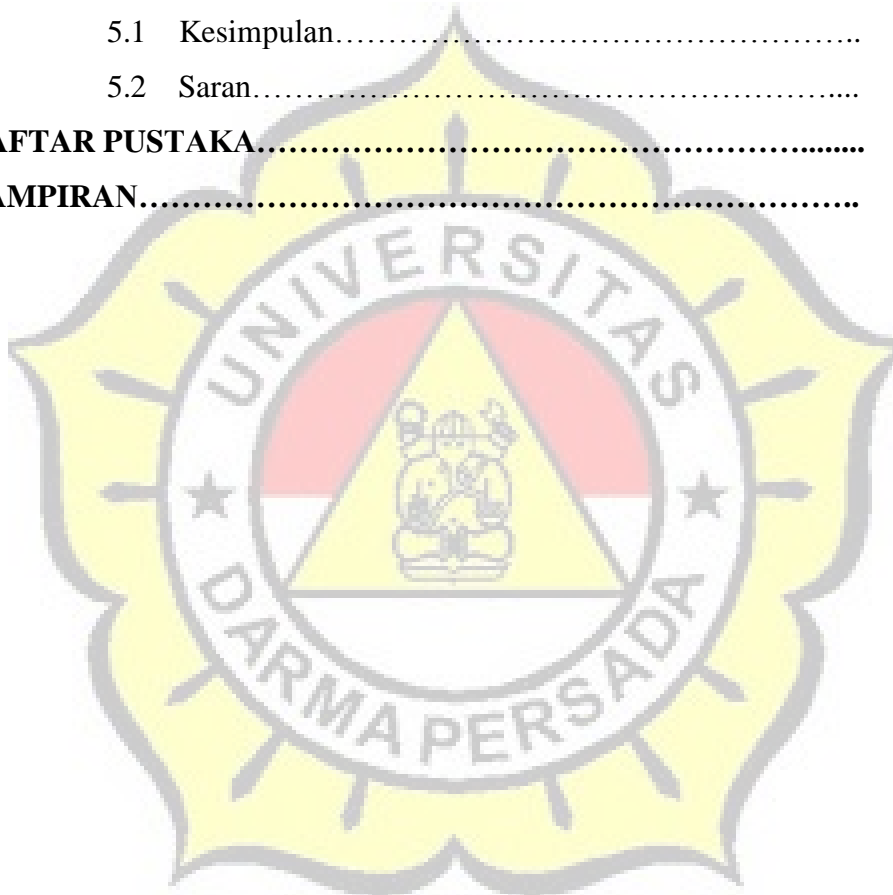 5.1 Kesimpulan…………………………………………..
5.2 Saran………………………………………………....
AFTAR PUSTAKA……………………………………………….........
AMPIRAN…………………………………………………………..
UNIVERSITAS
DARMA PERSADA